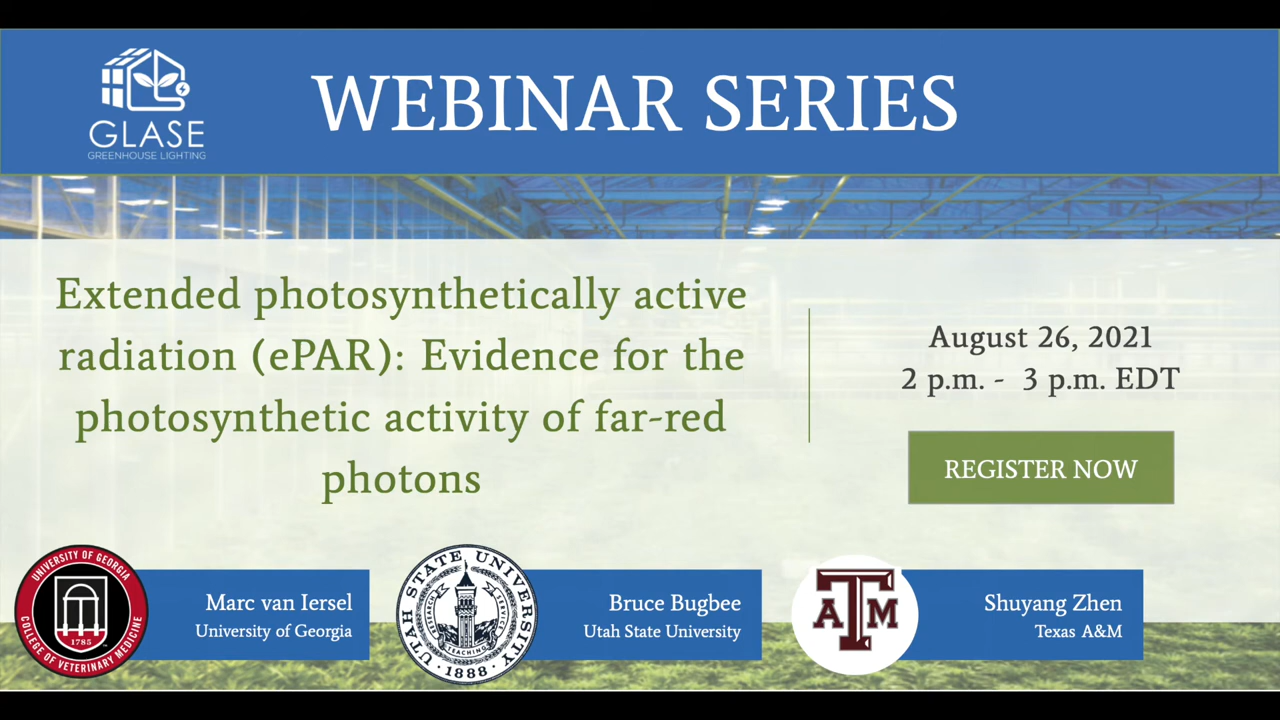 GLASE
GREENHOUSE LIGHTING
WEBINAR SERIES
Extended photosynthetically active
radiation (ePAR): Evidence for the
photosynthetic activity of far-red
photons
August 26, 2021
2 p.m. - 3 p.m. EDT
REGISTER NOW
UNIVERSITY OF GEORGIA
1785
COLLEGE OF VETERINARY MEDICINE
Marc van Iersel
University of Georgia
UTAH STATE UNIVERSITY
RESEARCH
SERVICE
TEACHING
1888
Bruce Bugbee
Utah State University
ATM
Shuyang Zhen
Texas A&M